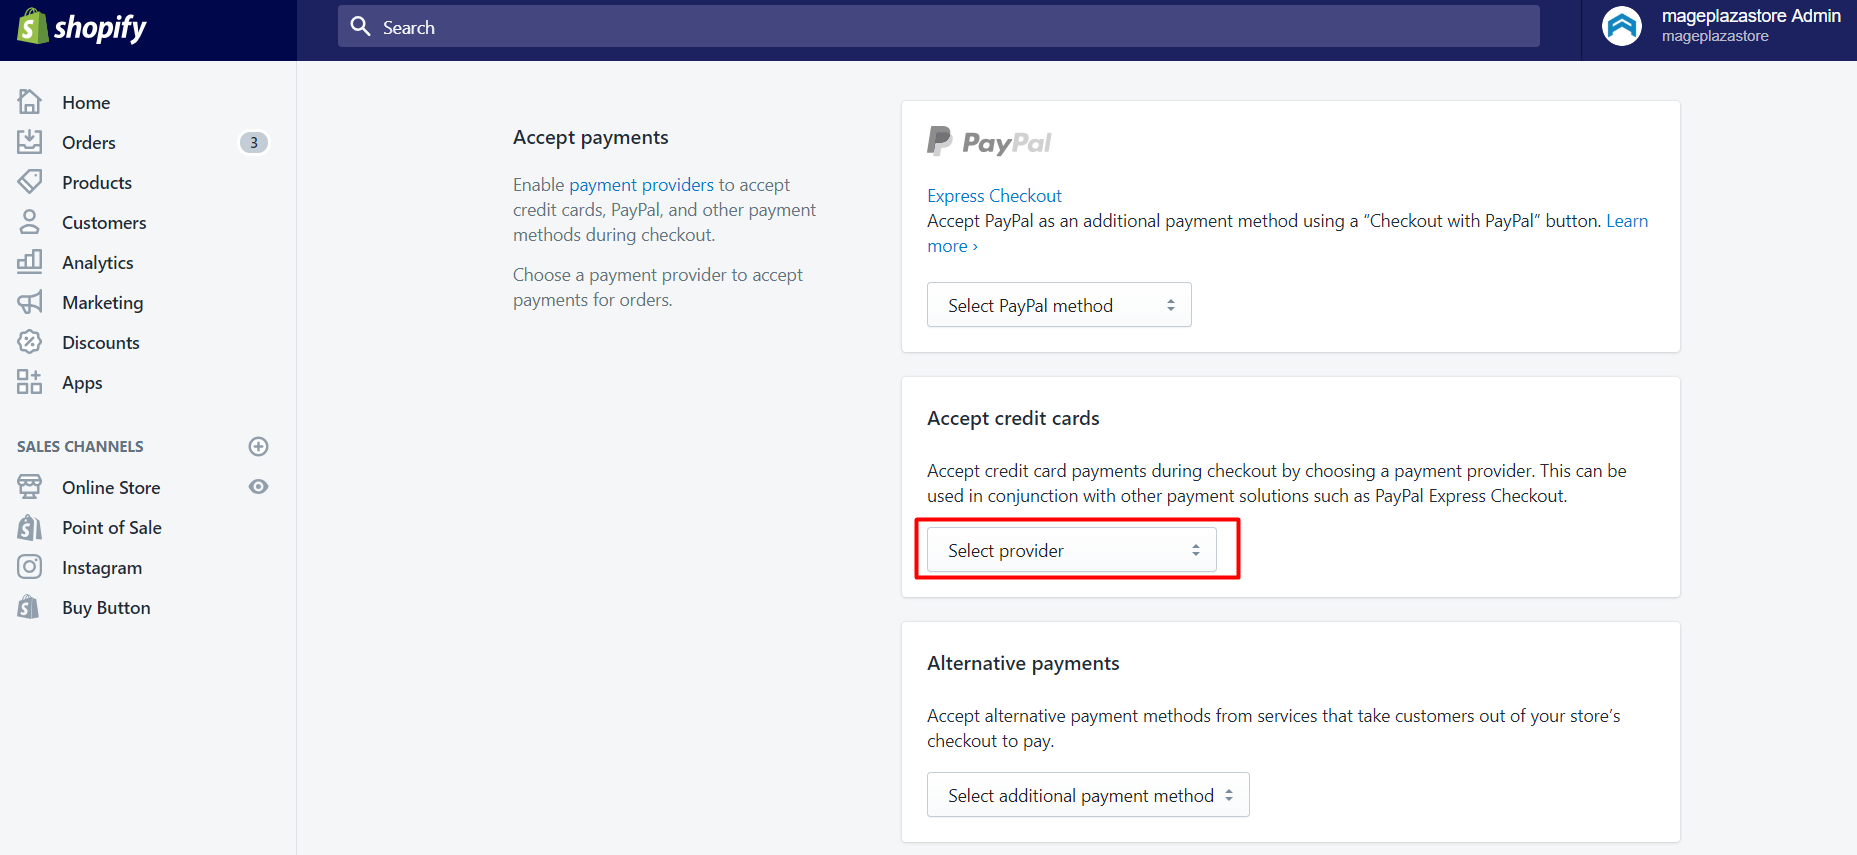 shopify
Search
mageplazastore Admin
mageplazastore
Home
Orders
3
Products
Customers
Analytics
Marketing
Discounts
Apps
SALES CHANNELS
Online Store
Point of Sale
Instagram
Buy Button
Accept payments
Enable payment providers to accept
credit cards, PayPal, and other payment
methods during checkout.
Choose a payment provider to accept
payments for orders.
PayPal
Express Checkout
Accept PayPal as an additional payment method using a “Checkout with PayPal” button. Learn
more ›
Select PayPal method
Accept credit cards
Accept credit card payments during checkout by choosing a payment provider. This can be
used in conjunction with other payment solutions such as PayPal Express Checkout.
Select provider
Alternative payments
Accept alternative payment methods from services that take customers out of your store’s
checkout to pay.
Select additional payment method